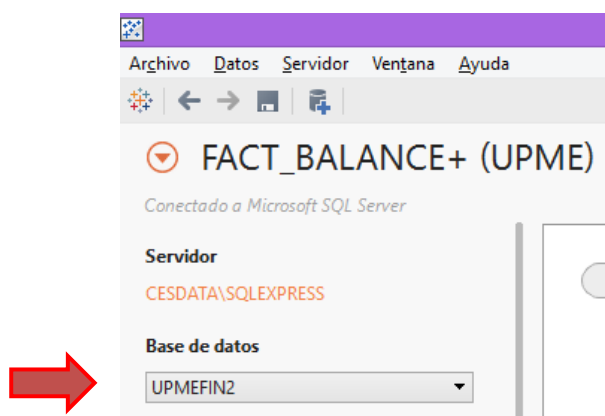 Archivo Datos Servidor Ventana Ayuda
FACT_BALANCE+ (UPME)
Conectado a Microsoft SQL Server
Servidor
CESDATA\SQLEXPRESS
Base de datos
UPMEFIN2